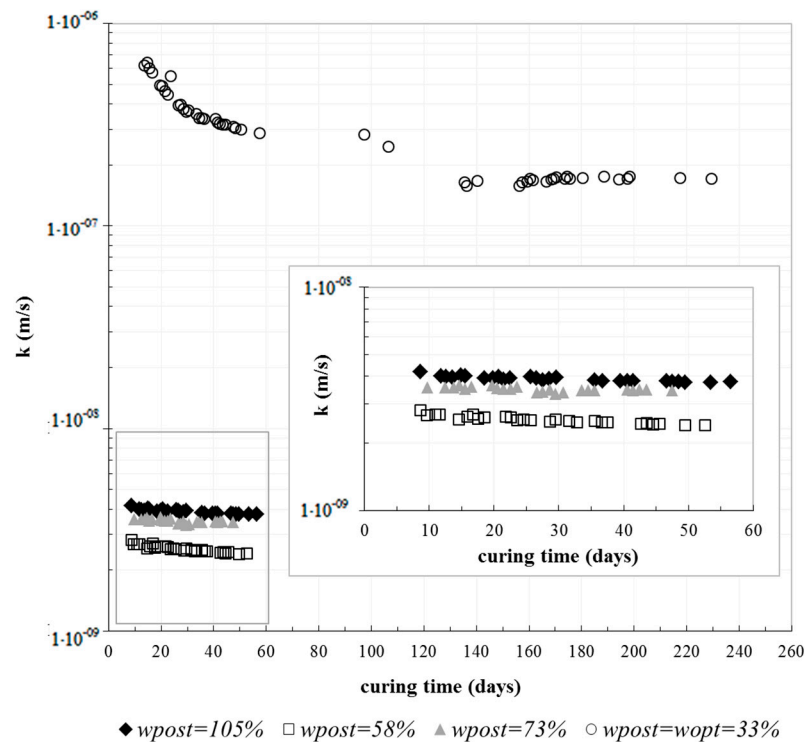 1·10⁻⁰⁶
1·10⁻⁰⁷
1·10⁻⁰⁸
1·10⁻⁰⁹
k (m/s)
0 20 40 60 80 100 120 140 160 180 200 220 240 260
curing time (days)
1·10⁻⁰⁸
1·10⁻⁰⁹
k (m/s)
0 10 20 30 40 50 60
curing time (days)
wpost=105% wpost=58% wpost=73% wpost=wopt=33%